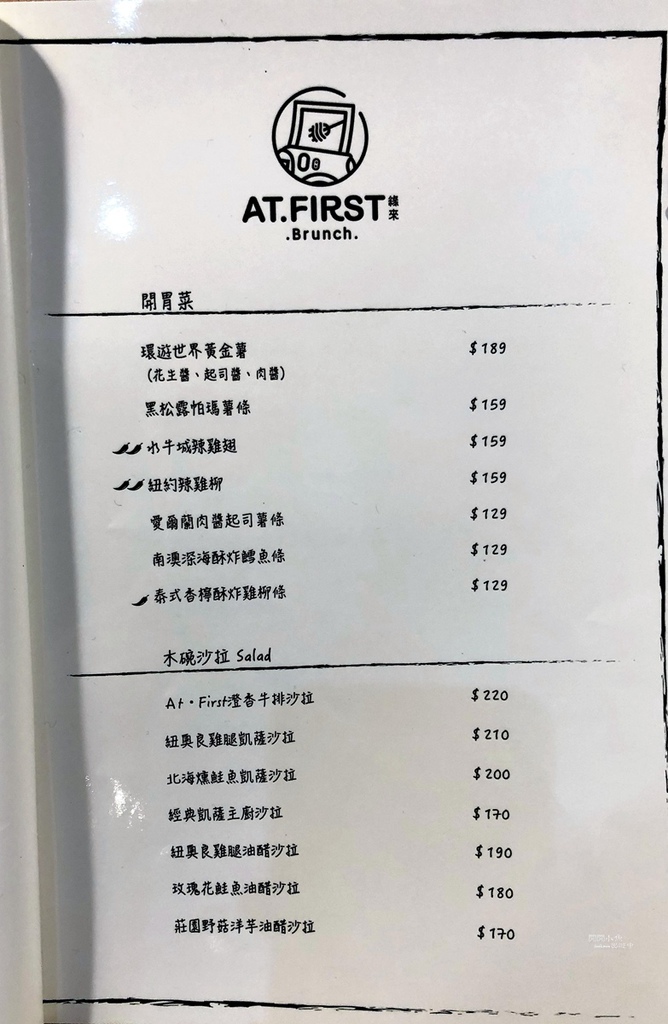 AT.FIRST 緣來
.Brunch.
開胃菜
環遊世界黃金薯 $189
(花生醬、起司醬、肉醬)
黑松露帕瑪薯條 $159
水牛城辣雞翅 $159
紐約辣雞柳 $159
愛爾蘭肉醬起司薯條 $129
南澳深海酥炸鱈魚條 $129
泰式香檸酥炸雞柳條 $129
木碗沙拉 Salad
At·First澄香牛排沙拉 $220
紐奧良雞腿凱薩沙拉 $210
北海燻鮭魚凱薩沙拉 $200
經典凱薩主廚沙拉 $170
紐奧良雞腿油醋沙拉 $190
玫瑰花鮭魚油醋沙拉 $180
莊園野菇洋芋油醋沙拉 $170